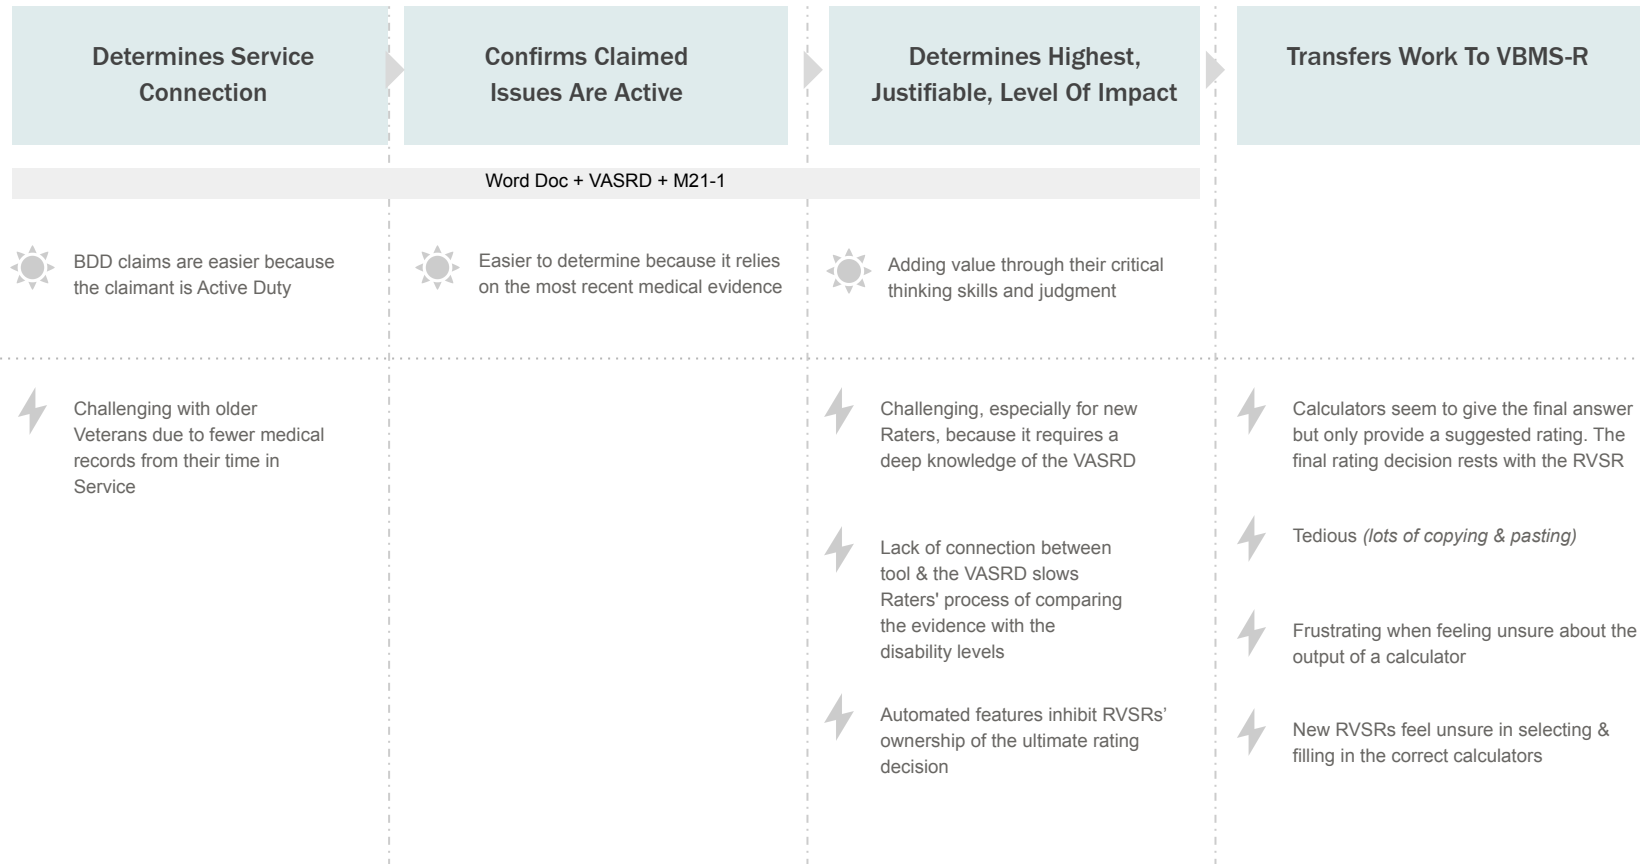 Determines Service
Connection
Confirms Claimed
Issues Are Active
Determines Highest,
Justifiable, Level Of Impact
Transfers Work To VBMS-R
Word Doc + VASRD + M21-1
BDD claims are easier because
the claimant is Active Duty
Easier to determine because it relies
on the most recent medical evidence
Adding value through their critical
thinking skills and judgment
Challenging with older
Veterans due to fewer medical
records from their time in
Service
Challenging, especially for new
Raters, because it requires a
deep knowledge of the VASRD
Lack of connection between
tool & the VASRD slows
Raters' process of comparing
the evidence with the
disability levels
Automated features inhibit RVSRs’
ownership of the ultimate rating
decision
Calculators seem to give the final answer
but only provide a suggested rating. The
final rating decision rests with the RVSR
Tedious (lots of copying & pasting)
Frustrating when feeling unsure about the
output of a calculator
New RVSRs feel unsure in selecting &
filling in the correct calculators